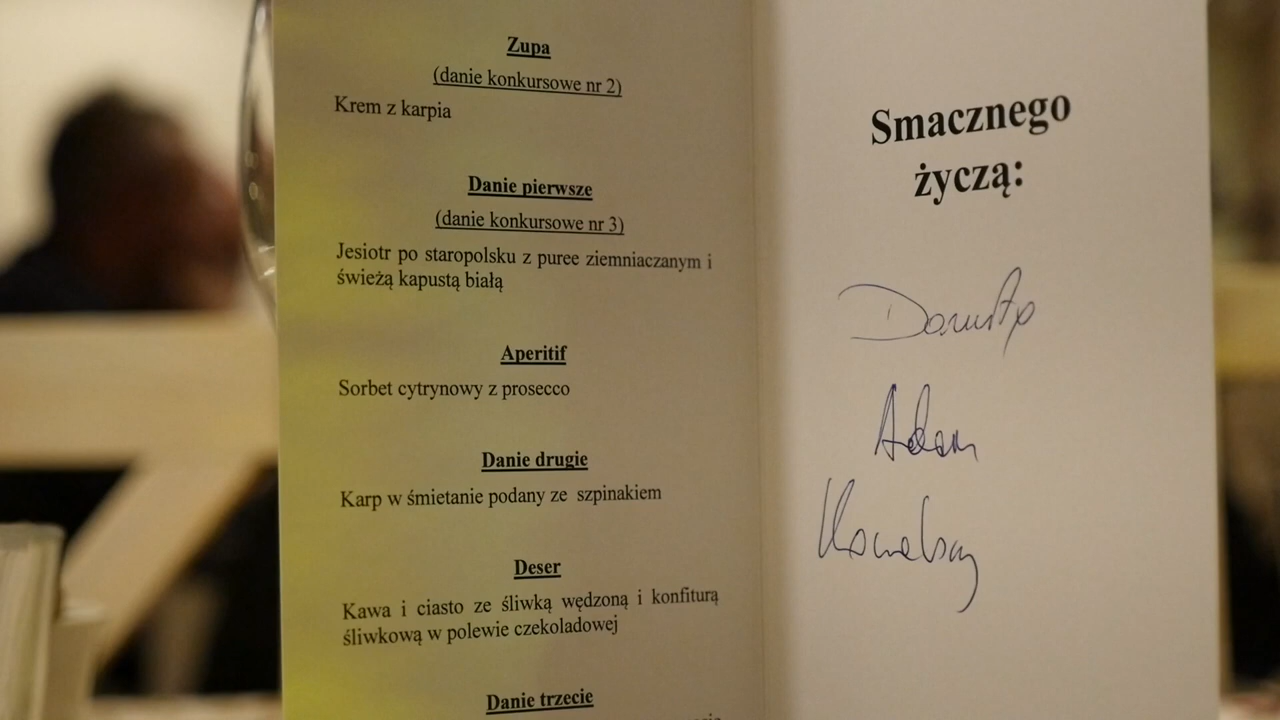 Zupa
(danie konkursowe nr 2)
Krem z karpia
Danie pierwsze
(danie konkursowe nr 3)
Jesiotr po staropolsku z puree ziemniaczanym i
świeżą kapustą białą
Aperitif
Sorbet cytrynowy z prosecco
Danie drugie
Karp w śmietanie podany ze szpinakiem
Deser
Kawa i ciasto ze śliwką wędzoną i konfiturą
śliwkową w polewie czekoladowej
Danie trzecie
Smacznego
życzą:
Danuta
Adam